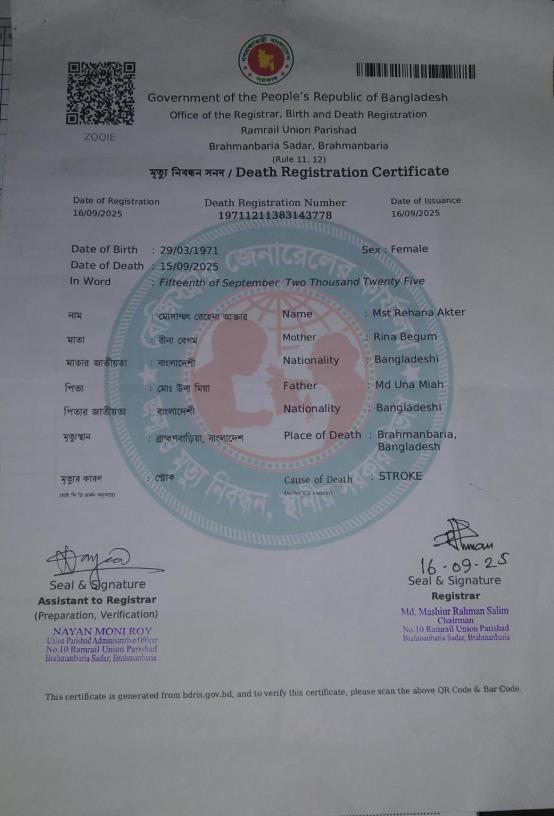 ZQQIE
Government of the People's Republic of Bangladesh
Office of the Registrar, Birth and Death Registration
Ramrail Union Parishad
Brahmanbaria Sadar, Brahmanbaria
(Rule 11, 12)
মৃত্যু নিবন্ধন সনদ / Death Registration Certificate
Date of Registration Death Registration Number Date of Issuance
16/09/2025 19711211383143778 16/09/2025
Date of Birth : 29/03/1971 Sex : Female
Date of Death : 15/09/2025
In Word : Fifteenth of September Two Thousand Twenty Five
নাম : মোসাম্মৎ রেহেনা আক্তার Name : Mst Rehana Akter
মাতা : রীনা বেগম Mother : Rina Begum
মাতার জাতীয়তা : বাংলাদেশী Nationality : Bangladeshi
পিতা : মোঃ উনা মিয়া Father : Md Una Miah
পিতার জাতীয়তা : বাংলাদেশী Nationality : Bangladeshi
মৃত্যুস্থান : ব্রাহ্মণবাড়িয়া, বাংলাদেশ Place of Death : Brahmanbaria,
Bangladesh
মৃত্যুর কারণ : স্ট্রোক Cause of Death : STROKE
16-09-25
Seal & Signature Seal & Signature
Assistant to Registrar Registrar
(Preparation, Verification)
NAYAN MONI ROY Md. Mashiur Rahman Salim
Union Parishad Administrative Officer Chairman
No.10 Ramrail Union Parishad No.10 Ramrail Union Parishad
Brahmanbaria Sadar, Brahmanbaria Brahmanbaria Sadar, Brahmanbaria
This certificate is generated from bdris.gov.bd, and to verify this certificate, please scan the above QR Code & Bar Code.